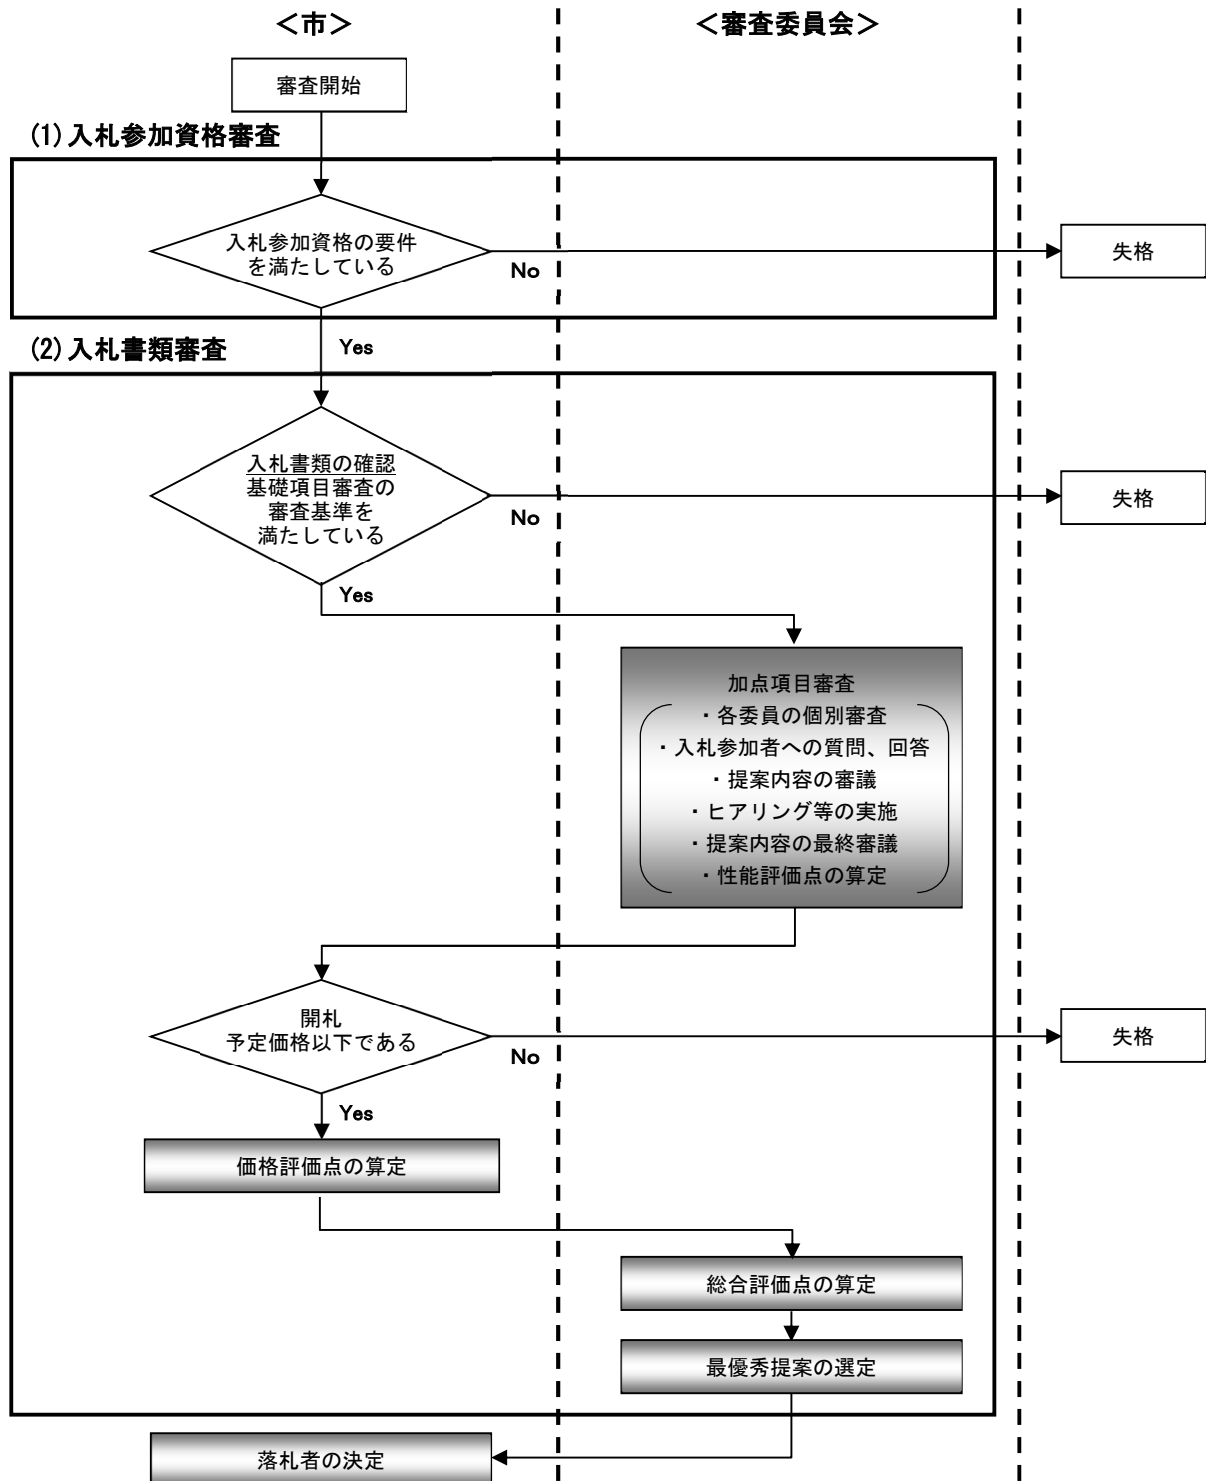 ＜市＞
＜審査委員会＞
審査開始
(1)入札参加資格審査
入札参加資格の要件
を満たしている
No
失格
Yes
(2)入札書類審査
入札書類の確認
基礎項目審査の
審査基準を
満たしている
No
失格
Yes
加点項目審査
・各委員の個別審査
・入札参加者への質問、回答
・提案内容の審議
・ヒアリング等の実施
・提案内容の最終審議
・性能評価点の算定
開札
予定価格以下である
No
失格
Yes
価格評価点の算定
総合評価点の算定
最優秀提案の選定
落札者の決定